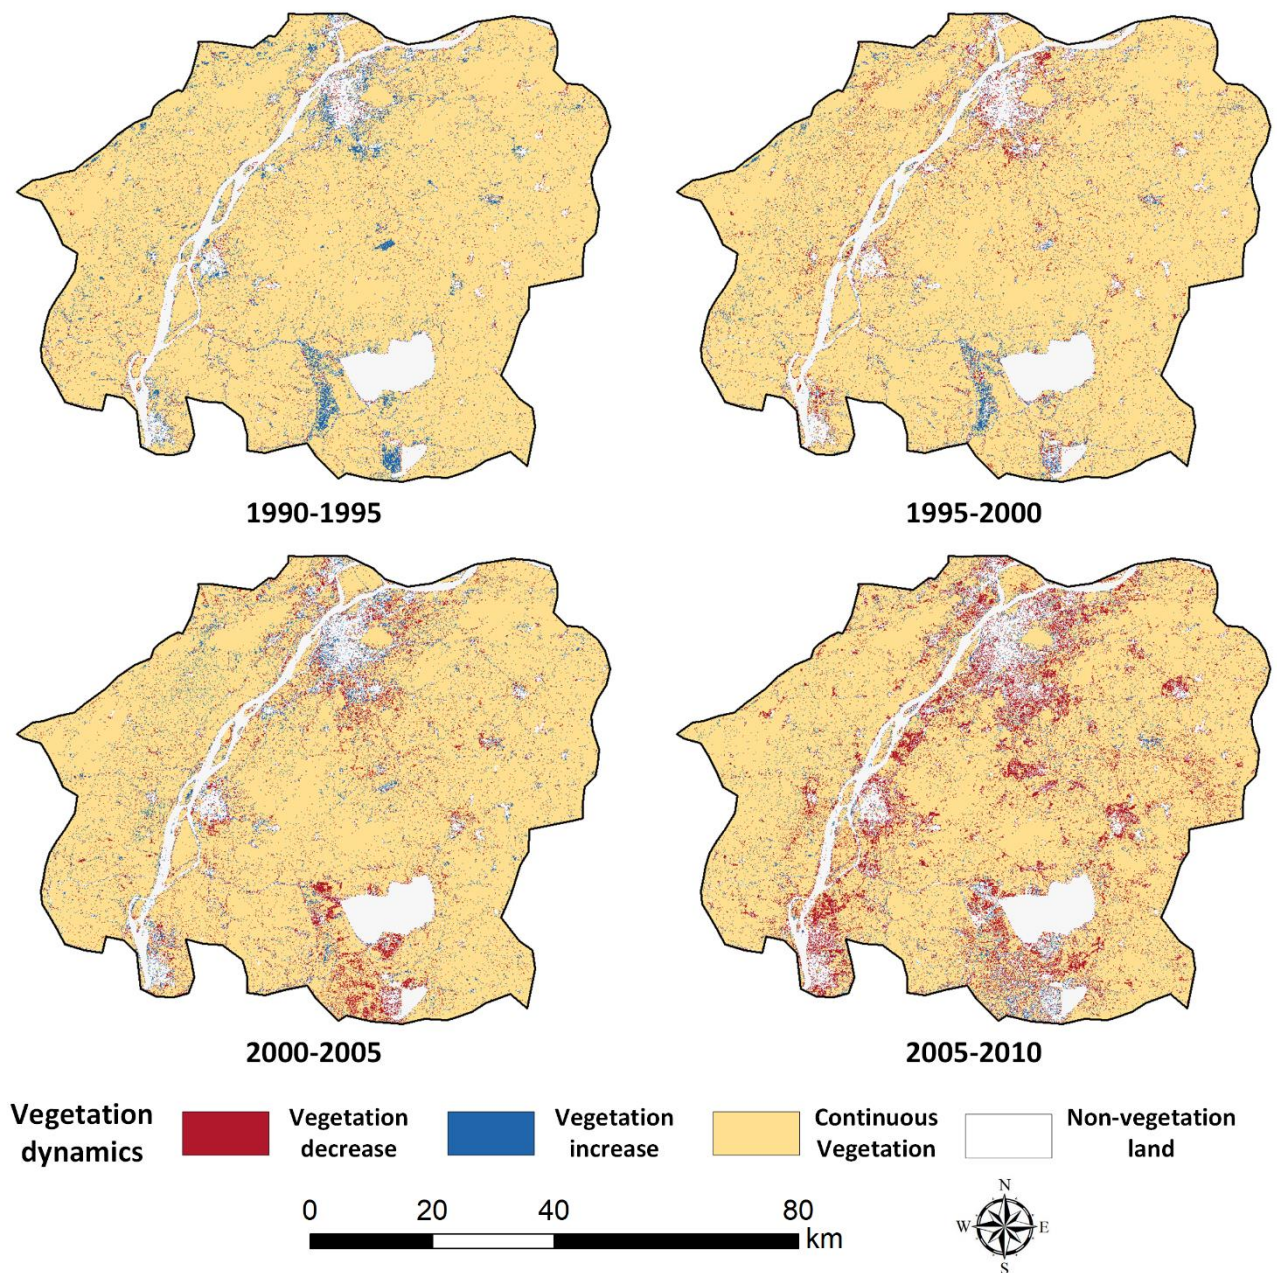 1990-1995
1995-2000
2000-2005
2005-2010
Vegetation dynamics
Vegetation decrease
Vegetation increase
Continuous Vegetation
Non-vegetation land
0 20 40 80 km
N
W E
S